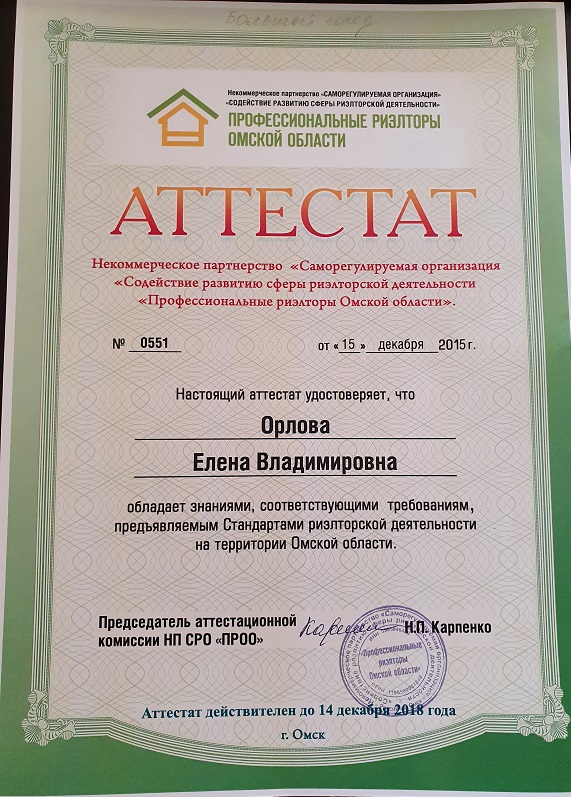 Большой город
Некоммерческое партнерство «САМОРЕГУЛИРУЕМАЯ ОРГАНИЗАЦИЯ»
«СОДЕЙСТВИЕ РАЗВИТИЮ СФЕРЫ РИЭЛТОРСКОЙ ДЕЯТЕЛЬНОСТИ»
ПРОФЕССИОНАЛЬНЫЕ РИЭЛТОРЫ
ОМСКОЙ ОБЛАСТИ
АТТЕСТАТ
Некоммерческое партнерство «Саморегулируемая организация
«Содействие развитию сферы риэлторской деятельности
«Профессиональные риэлторы Омской области».
№ 0551 от «15» декабря 2015 г.
Настоящий аттестат удостоверяет, что
Орлова
Елена Владимировна
обладает знаниями, соответствующими требованиям,
предъявляемым Стандартами риэлторской деятельности
на территории Омской области.
Председатель аттестационной
комиссии НП СРО «ПРОО» Н.П. Карпенко
«Профессиональные
риэлторы
Омской области»
Аттестат действителен до 14 декабря 2018 года
г. Омск